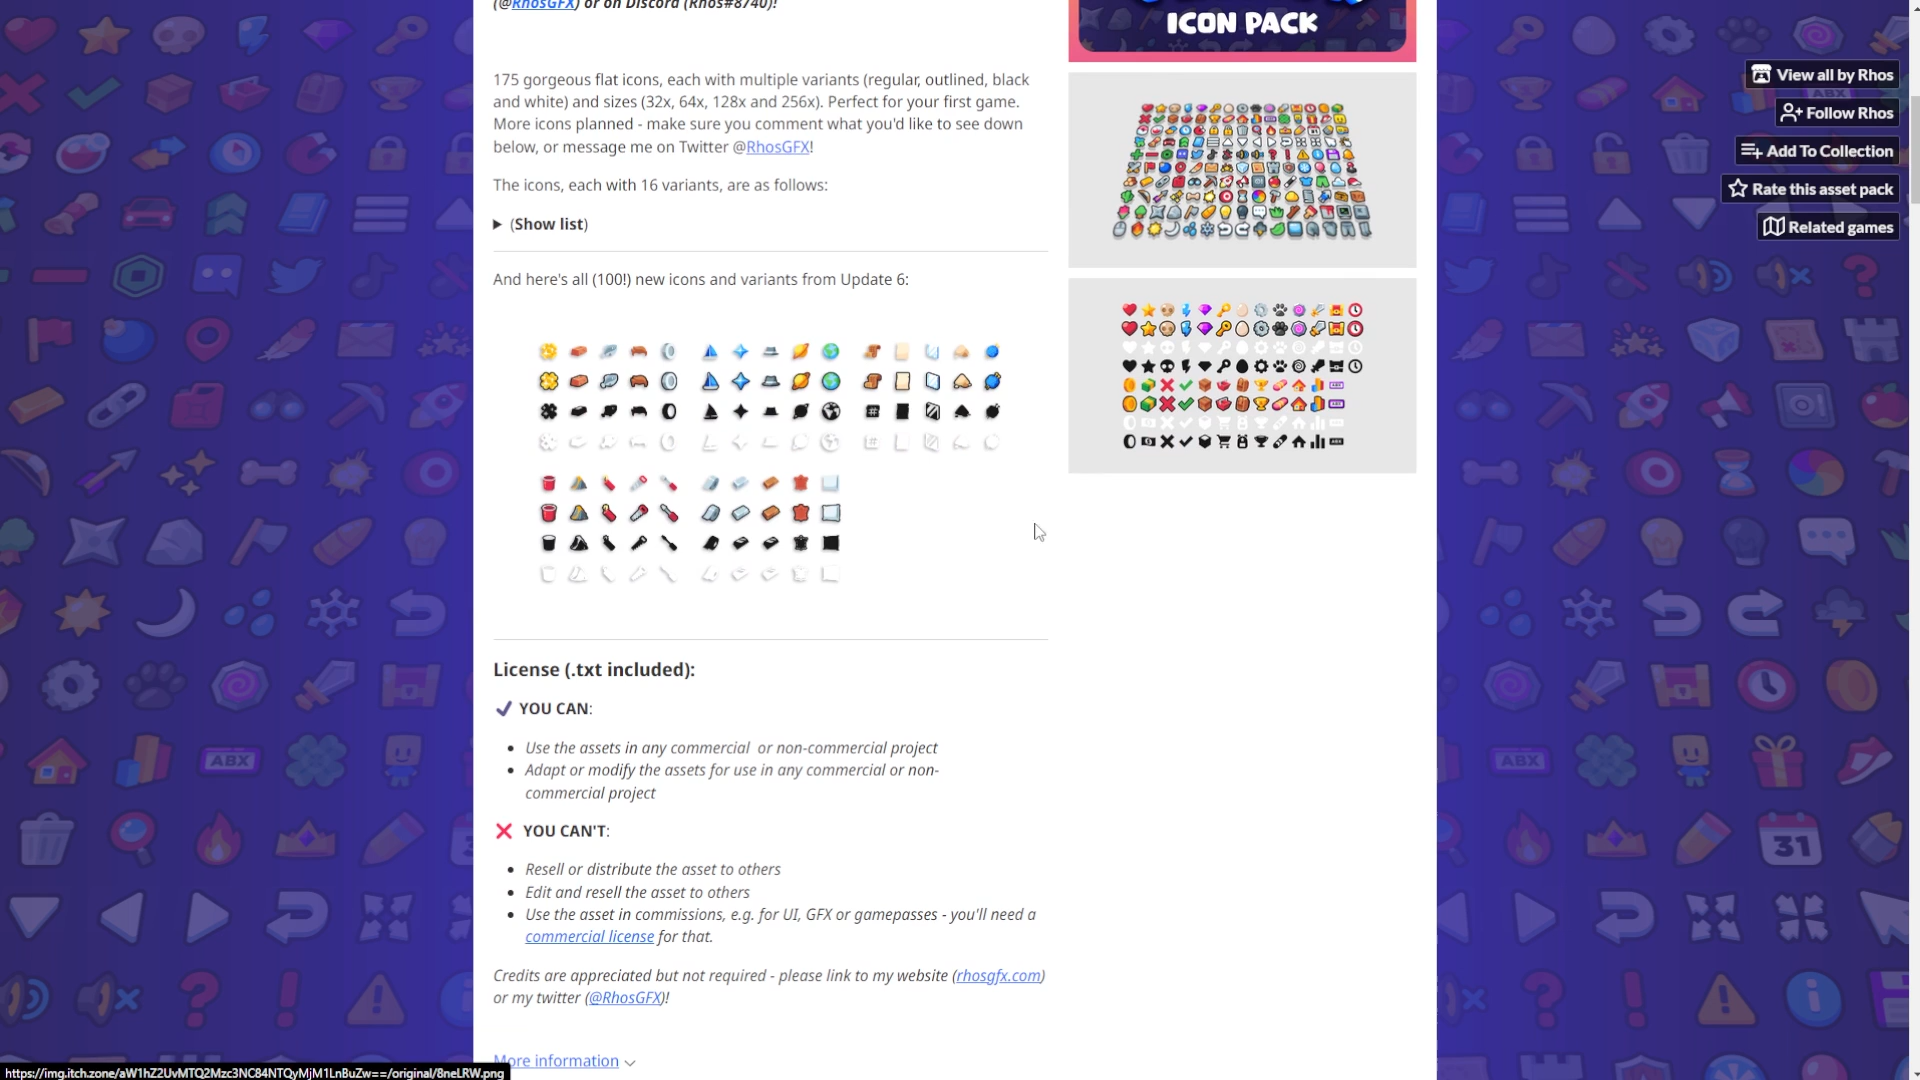 (@RhosGFX) or on Discord (Rhos#8740)!
175 gorgeous flat icons, each with multiple variants (regular, outlined, black
and white) and sizes (32x, 64x, 128x and 256x). Perfect for your first game.
More icons planned - make sure you comment what you'd like to see down
below, or message me on Twitter @RhosGFX!
The icons, each with 16 variants, are as follows:
(Show list)
And here's all (100!) new icons and variants from Update 6:
License (.txt included):
YOU CAN:
Use the assets in any commercial or non-commercial project
Adapt or modify the assets for use in any commercial or non-
commercial project
YOU CAN'T:
Resell or distribute the asset to others
Edit and resell the asset to others
Use the asset in commissions, e.g. for UI, GFX or gamepasses - you'll need a
commercial license for that.
Credits are appreciated but not required - please link to my website (rhosgfx.com)
or my twitter (@RhosGFX)!
More information
ICON PACK
View all by Rhos
Follow Rhos
Add To Collection
Rate this asset pack
Related games
ABX
ABX
31
https://img.itch.zone/aW1hZ2UvMTQ2Mzc3NC84NTQyMjM1LnBuZw==/original/8neLRW.png